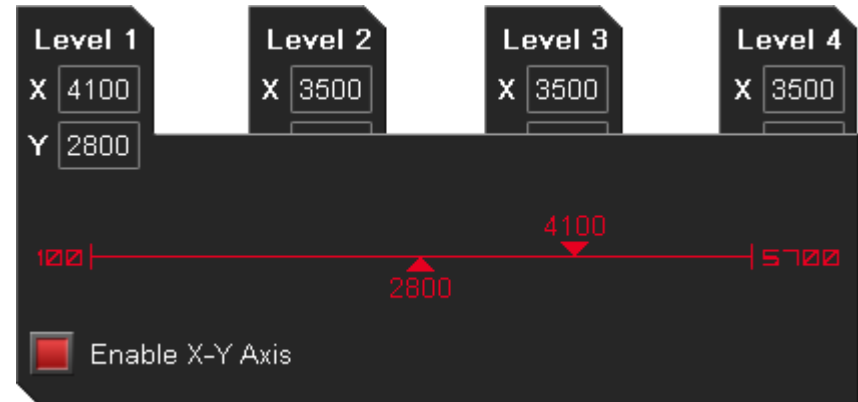 Level 1 Level 2 Level 3 Level 4
X 4100 X 3500 X 3500 X 3500
Y 2800
4100
100 5700
2800
Enable X-Y Axis